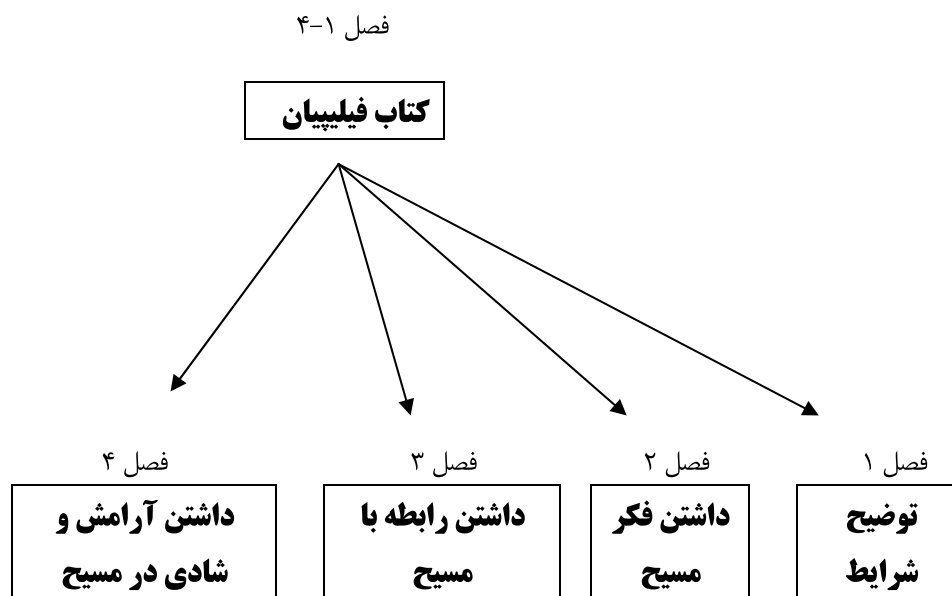 فصل ۱-۴
کتاب فیلیپیان
فصل ۱
توضیح
شرایط
فصل ۲
داشتن فکر
مسیح
فصل ۳
داشتن رابطه با
مسیح
فصل ۴
داشتن آرامش و
شادی در مسیح